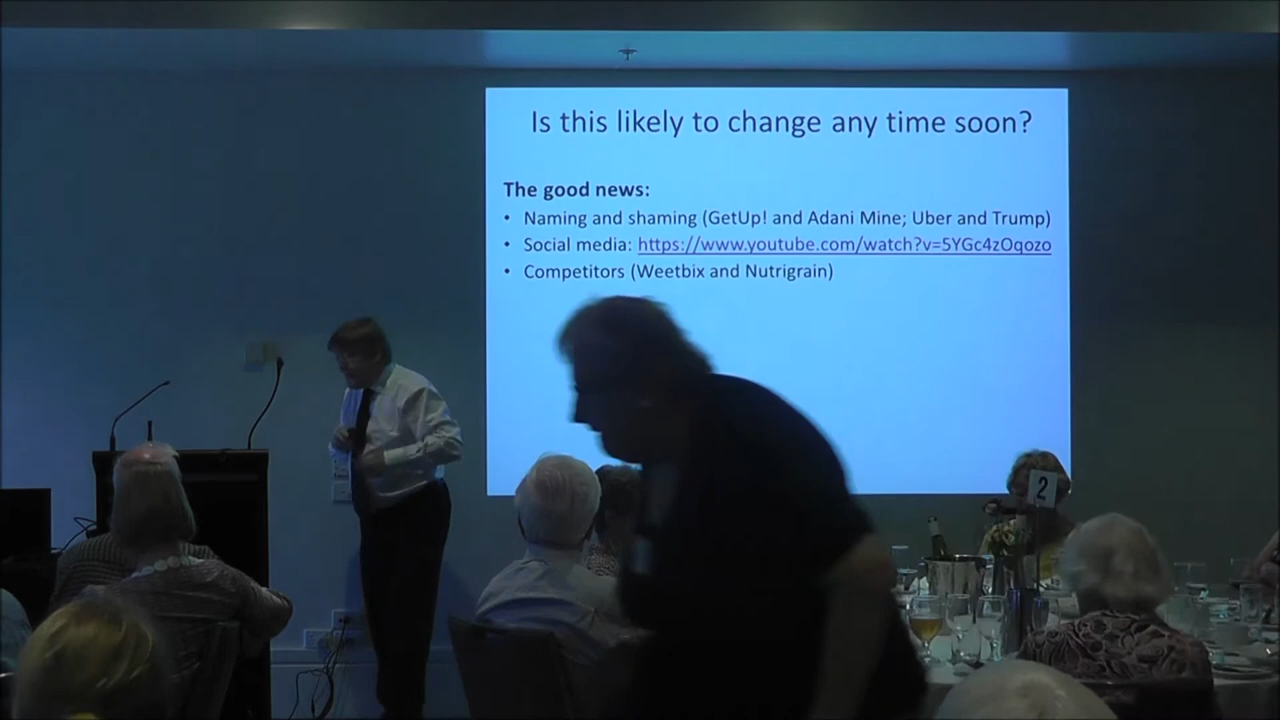 Is this likely to change any time soon?
The good news:
• Naming and shaming (GetUp! and Adani Mine; Uber and Trump)
• Social media: https://www.youtube.com/watch?v=5YGc4zOqozo
• Competitors (Weetbix and Nutrigrain)
2